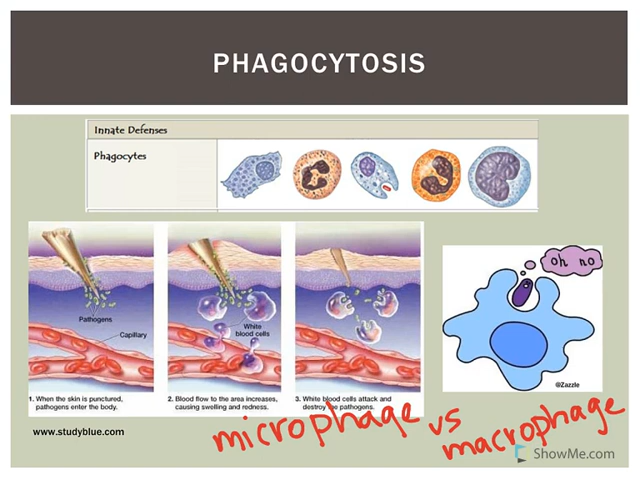 PHAGOCYTOSIS
Innate Defenses
Phagocytes
oh no
Pathogens
Capillary
White
blood cells
1. When the skin is punctured,
pathogens enter the body.
2. Blood flow to the area increases,
causing swelling and redness.
3. White blood cells attack and
destroy the pathogens.
@Zazzle
www.studyblue.com
microphage vs
macrophage
ShowMe.com